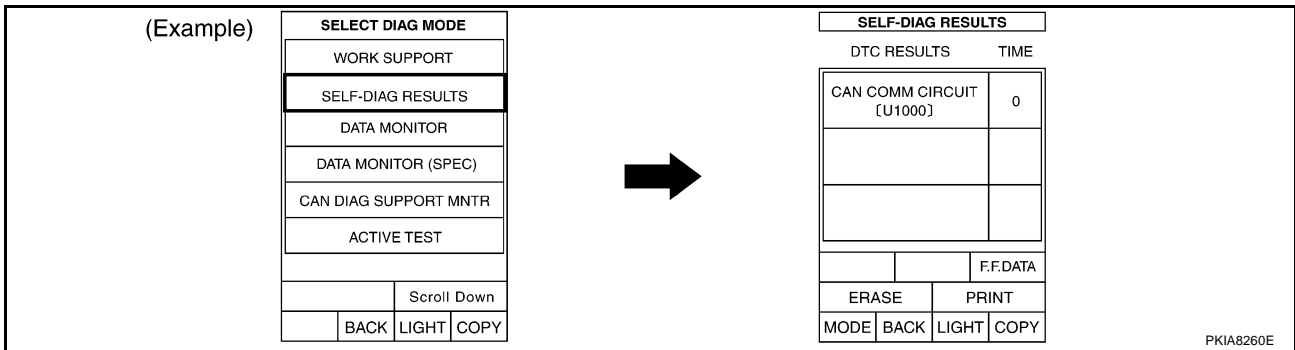 (Example)
SELECT DIAG MODE
WORK SUPPORT
SELF-DIAG RESULTS
DATA MONITOR
DATA MONITOR (SPEC)
CAN DIAG SUPPORT MNTR
ACTIVE TEST
Scroll Down
BACK LIGHT COPY
SELF-DIAG RESULTS
DTC RESULTS TIME
CAN COMM CIRCUIT 0
〔U1000〕
F.F.DATA
ERASE PRINT
MODE BACK LIGHT COPY
PKIA8260E